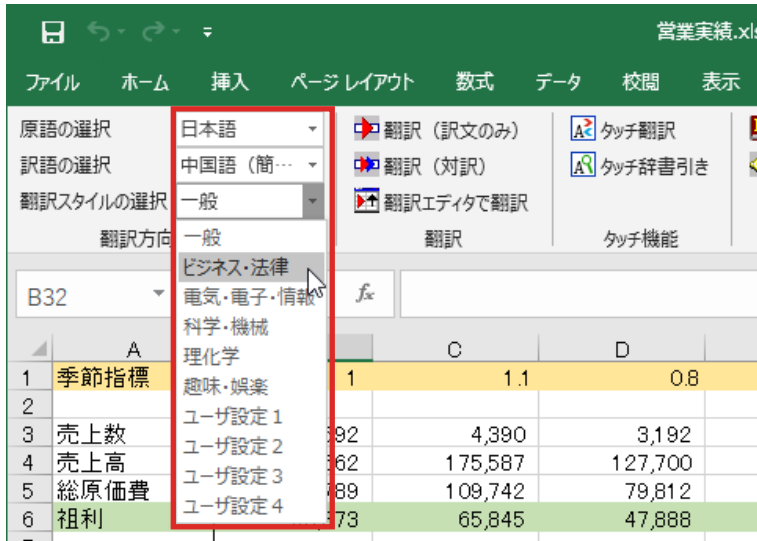 営業実績.xls
ファイル ホーム 挿入 ページ レイアウト 数式 データ 校閲 表示
原語の選択 日本語 翻訳（訳文のみ） タッチ翻訳
訳語の選択 中国語（簡… 翻訳（対訳） タッチ辞書引き
翻訳スタイルの選択 一般 翻訳エディタで翻訳
翻訳方向 翻訳 タッチ機能
一般
ビジネス・法律
電気・電子・情報
科学・機械
理化学
趣味・娯楽
ユーザ設定1
ユーザ設定2
ユーザ設定3
ユーザ設定4
B32 fx
A C D
1 季節指標 1 1.1 0.8
2
3 売上数 92 4,390 3,192
4 売上高 62 175,587 127,700
5 総原価費 89 109,742 79,812
6 祖利 73 65,845 47,888